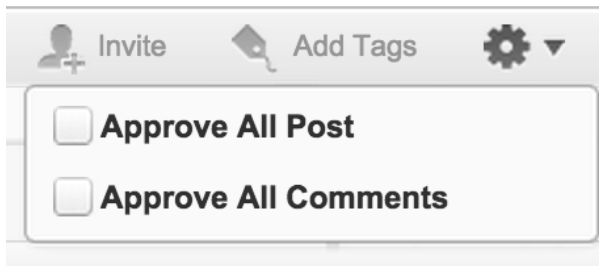 Invite Add Tags
Approve All Post
Approve All Comments